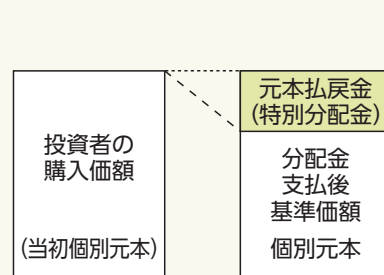 投資者の
購入価額
(当初個別元本)
元本払戻金
(特別分配金)
分配金
支払後
基準価額
個別元本